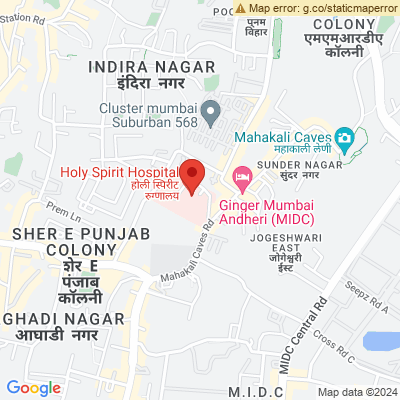 Map error: g.co/staticmaperror
Station Rd
पूनम
विहार
COLONY
एमएमआरडीए
कॉलनी
INDIRA NAGAR
इंदिरा नगर
Cluster mumbai
Suburban 568
Mahakali Caves
महाकाली लेणी
SUNDER NAGAR
सुंदर नगर
Holy Spirit Hospital
होली स्पिरीट
रुग्णालय
Ginger Mumbai
Andheri (MIDC)
Prem Ln
SHER E PUNJAB
COLONY
शेर E
पंजाब
कॉलनी
Mahakali Caves Rd
JOGESHWARI
EAST
जोगेश्वरी
ईस्ट
Seepz A Rd
MIDC Central Rd
GHADI NAGAR
आघाडी नगर
Cross Rd C
Google
M.I.D.C
Map data ©2024